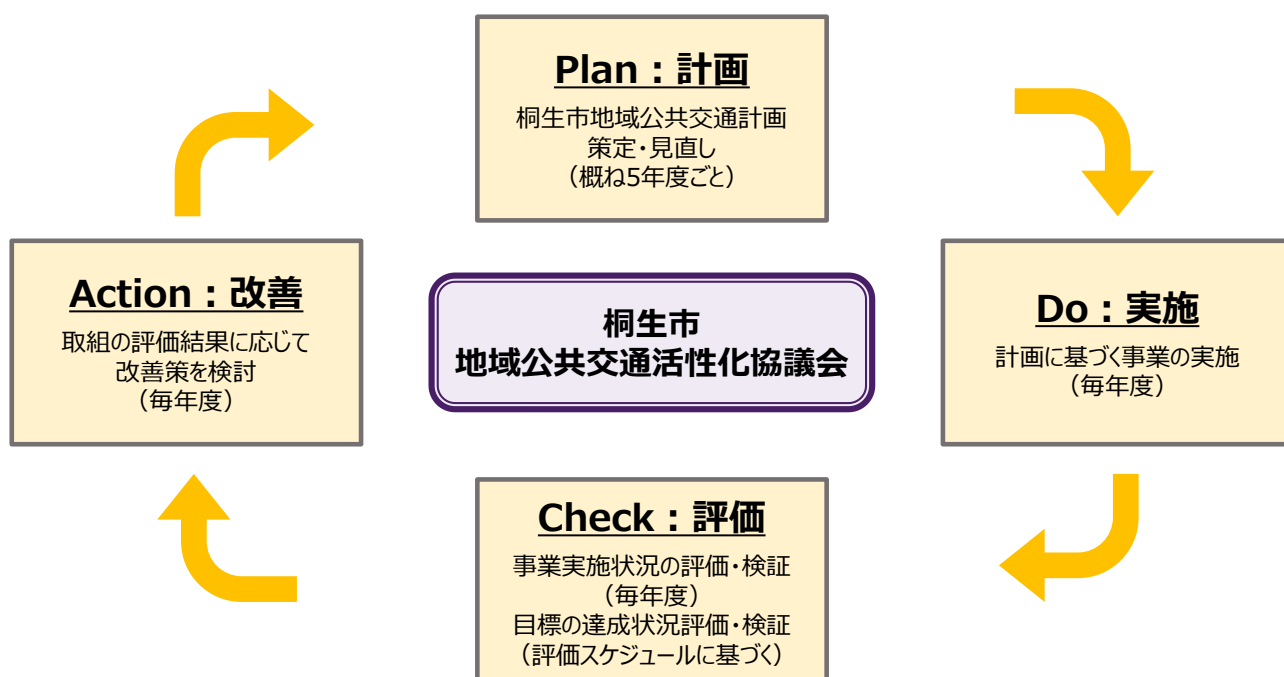 Plan：計画
桐生市地域公共交通計画
策定・見直し
（概ね5年度ごと）
Action：改善
取組の評価結果に応じて
改善策を検討
（毎年度）
桐生市
地域公共交通活性化協議会
Do：実施
計画に基づく事業の実施
（毎年度）
Check：評価
事業実施状況の評価・検証
（毎年度）
目標の達成状況評価・検証
（評価スケジュールに基づく）